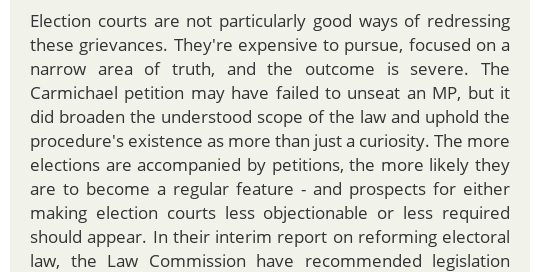 Election courts are not particularly good ways of redressing
these grievances. They're expensive to pursue, focused on a
narrow area of truth, and the outcome is severe. The
Carmichael petition may have failed to unseat an MP, but it
did broaden the understood scope of the law and uphold the
procedure's existence as more than just a curiosity. The more
elections are accompanied by petitions, the more likely they
are to become a regular feature - and prospects for either
making election courts less objectionable or less required
should appear. In their interim report on reforming electoral
law, the Law Commission have recommended legislation